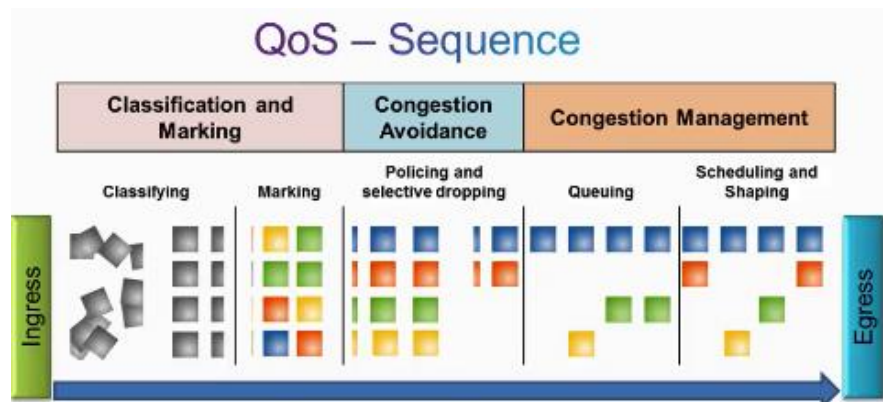 QoS – Sequence
Classification and
Marking
Congestion
Avoidance
Congestion Management
Classifying
Marking
Policing and
selective dropping
Queuing
Scheduling and
Shaping
Ingress
Egress